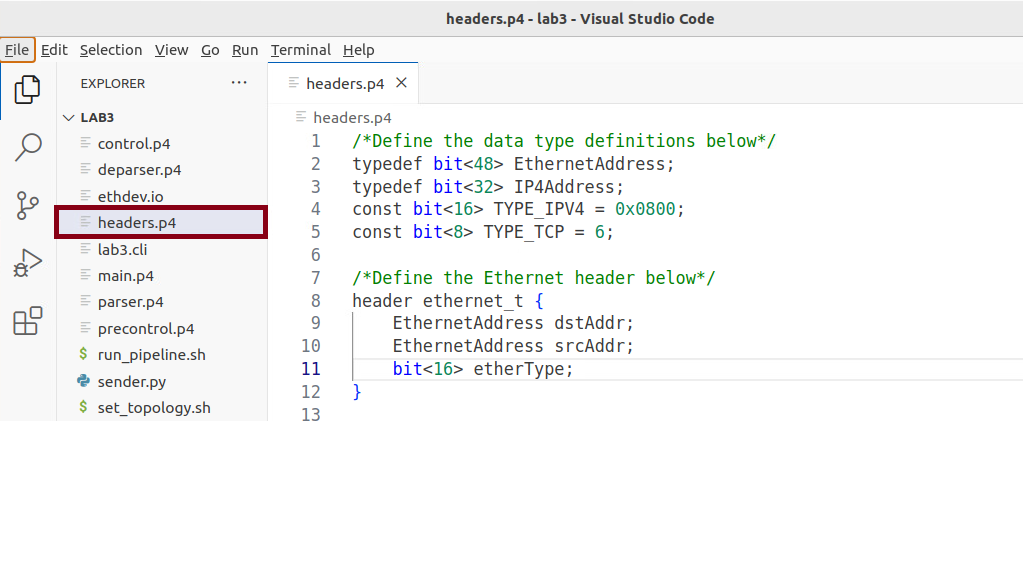 headers.p4 - lab3 - Visual Studio Code
File Edit Selection View Go Run Terminal Help
EXPLORER ···
LAB3
control.p4
deparser.p4
ethdev.io
headers.p4
lab3.cli
main.p4
parser.p4
precontrol.p4
$ run_pipeline.sh
sender.py
$ set_topology.sh
headers.p4 ×
headers.p4
1 /*Define the data type definitions below*/
2 typedef bit<48> EthernetAddress;
3 typedef bit<32> IP4Address;
4 const bit<16> TYPE_IPV4 = 0x0800;
5 const bit<8> TYPE_TCP = 6;
6
7 /*Define the Ethernet header below*/
8 header ethernet_t {
9     EthernetAddress dstAddr;
10     EthernetAddress srcAddr;
11     bit<16> etherType;
12 }
13